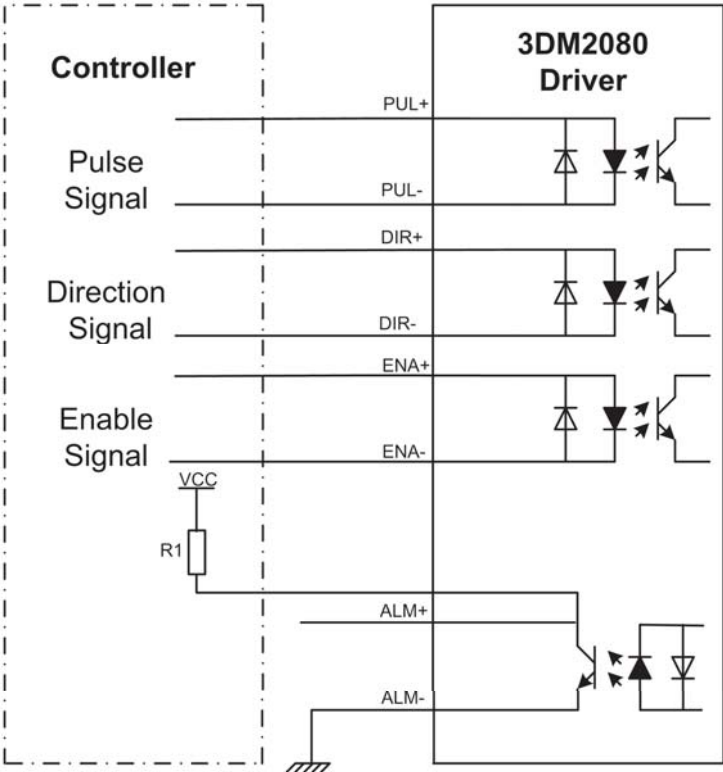 Controller
3DM2080
Driver
PUL+
Pulse
Signal
PUL-
DIR+
Direction
Signal
DIR-
ENA+
Enable
Signal
ENA-
VCC
R1
ALM+
ALM-